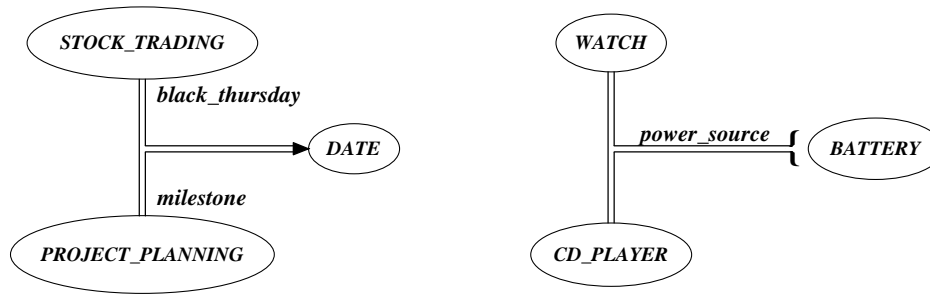 STOCK_TRADING
black_thursday
DATE
milestone
PROJECT_PLANNING
WATCH
power_source
{
BATTERY
CD_PLAYER